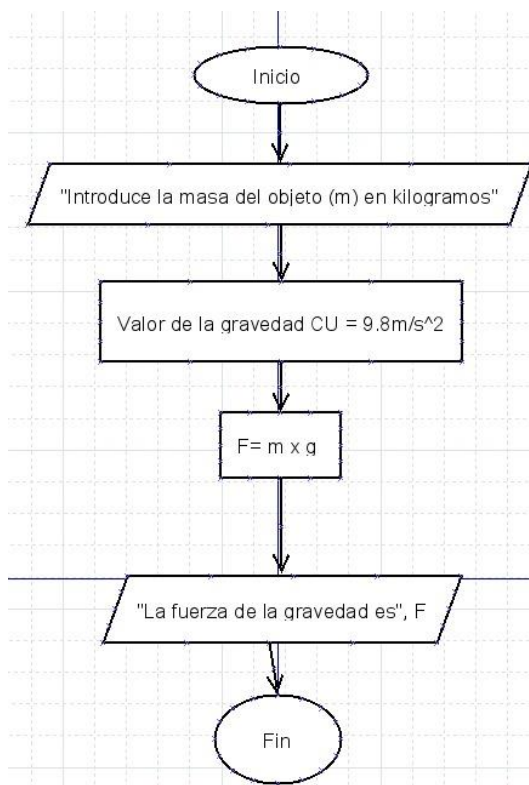 Inicio
"Introduce la masa del objeto (m) en kilogramos"
Valor de la gravedad CU = 9.8m/s^2
F= m x g
"La fuerza de la gravedad es", F
Fin